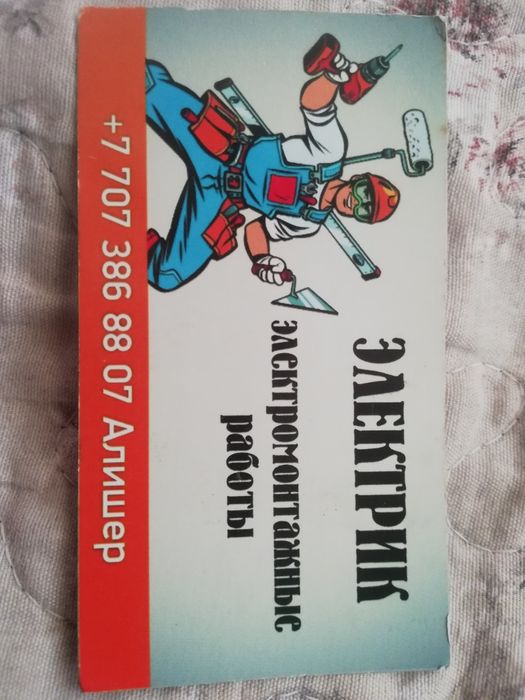 ЭЛЕКТРИК
электромонтажные
работы
+7 707 386 88 07 Алишер